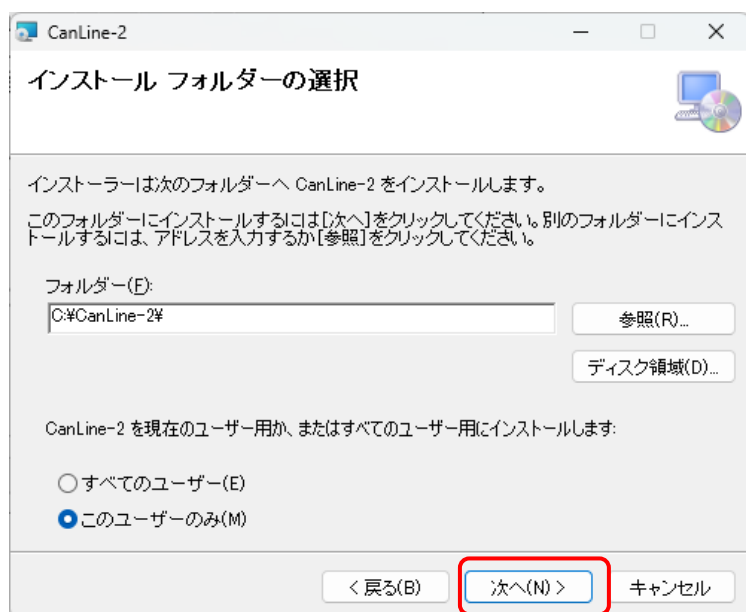 CanLine-2
インストール フォルダーの選択
インストーラーは次のフォルダーへ CanLine-2 をインストールします。
このフォルダーにインストールするには[次へ]をクリックしてください。別のフォルダーにインス
トールするには、アドレスを入力するか[参照]をクリックしてください。
フォルダー(F):
C:¥CanLine-2¥
参照(R)...
ディスク領域(D)...
CanLine-2 を現在のユーザー用か、またはすべてのユーザー用にインストールします:
すべてのユーザー(E)
このユーザーのみ(M)
< 戻る(B)
次へ(N) >
キャンセル